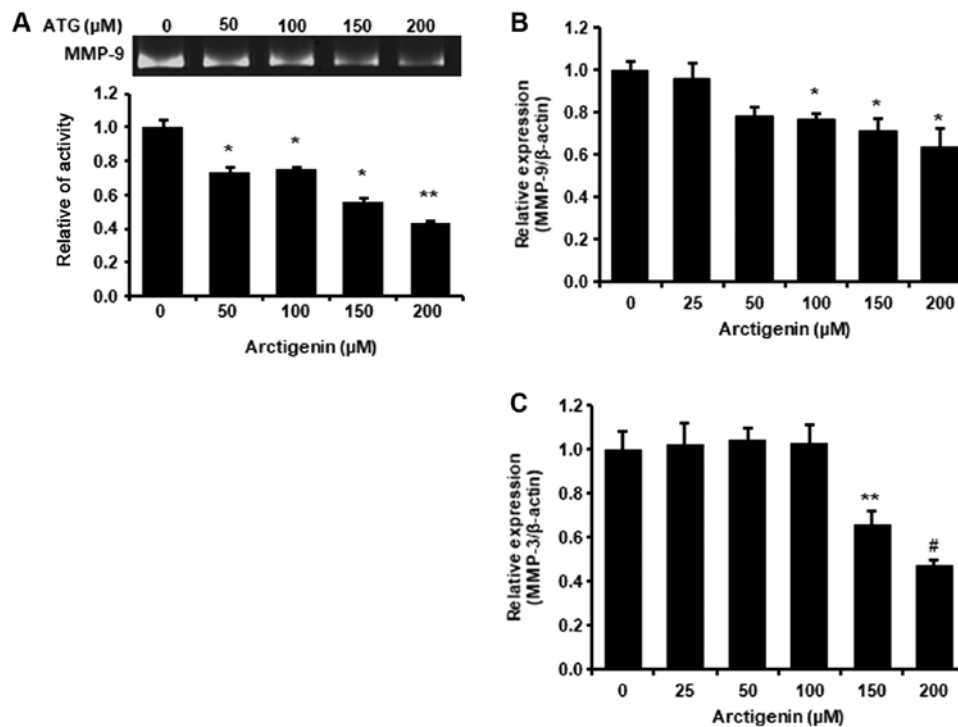 A
ATG (µM) 0 50 100 150 200
MMP-9
1.2
1.0
0.8
0.6
0.4
0.2
0.0
Relative of activity
* * * **
0 50 100 150 200
Arctigenin (µM)
B
1.2
1.0
0.8
0.6
0.4
0.2
0.0
Relative expression
(MMP-9/β-actin)
* * *
0 25 50 100 150 200
Arctigenin (µM)
C
1.2
1.0
0.8
0.6
0.4
0.2
0.0
Relative expression
(MMP-3/β-actin)
** #
0 25 50 100 150 200
Arctigenin (µM)